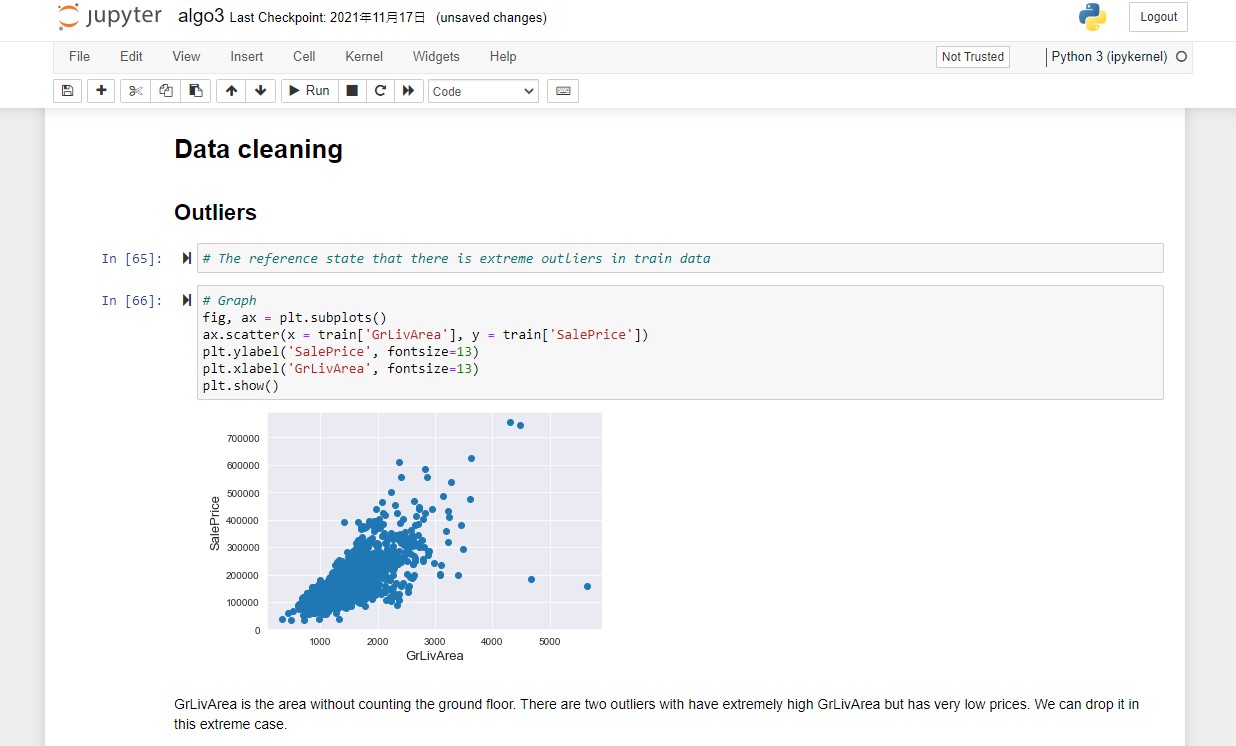 jupyter algo3 Last Checkpoint: 2021年11月17日 (unsaved changes) Logout
File Edit View Insert Cell Kernel Widgets Help Not Trusted Python 3 (ipykernel)
Run Code
Data cleaning
Outliers
In [65]: # The reference state that there is extreme outliers in train data
In [66]: # Graph
fig, ax = plt.subplots()
ax.scatter(x = train['GrLivArea'], y = train['SalePrice'])
plt.ylabel('SalePrice', fontsize=13)
plt.xlabel('GrLivArea', fontsize=13)
plt.show()
SalePrice
700000
600000
500000
400000
300000
200000
100000
0
1000 2000 3000 4000 5000
GrLivArea
GrLivArea is the area without counting the ground floor. There are two outliers with have extremely high GrLivArea but has very low prices. We can drop it in
this extreme case.